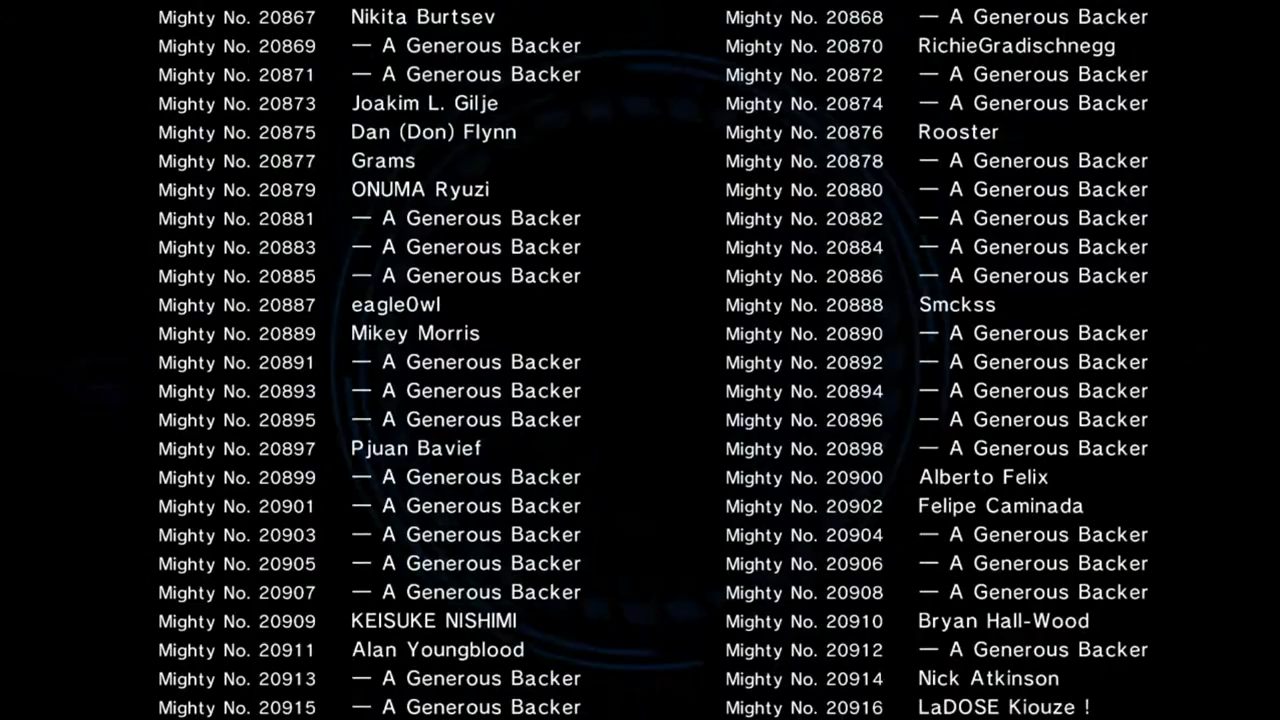 Mighty No. 20867 Nikita Burtsev Mighty No. 20868 — A Generous Backer
Mighty No. 20869 — A Generous Backer Mighty No. 20870 RichieGradischnegg
Mighty No. 20871 — A Generous Backer Mighty No. 20872 — A Generous Backer
Mighty No. 20873 Joakim L. Gilje Mighty No. 20874 — A Generous Backer
Mighty No. 20875 Dan (Don) Flynn Mighty No. 20876 Rooster
Mighty No. 20877 Grams Mighty No. 20878 — A Generous Backer
Mighty No. 20879 ONUMA Ryuzi Mighty No. 20880 — A Generous Backer
Mighty No. 20881 — A Generous Backer Mighty No. 20882 — A Generous Backer
Mighty No. 20883 — A Generous Backer Mighty No. 20884 — A Generous Backer
Mighty No. 20885 — A Generous Backer Mighty No. 20886 — A Generous Backer
Mighty No. 20887 eagle0wl Mighty No. 20888 Smckss
Mighty No. 20889 Mikey Morris Mighty No. 20890 — A Generous Backer
Mighty No. 20891 — A Generous Backer Mighty No. 20892 — A Generous Backer
Mighty No. 20893 — A Generous Backer Mighty No. 20894 — A Generous Backer
Mighty No. 20895 — A Generous Backer Mighty No. 20896 — A Generous Backer
Mighty No. 20897 Pjuan Bavief Mighty No. 20898 — A Generous Backer
Mighty No. 20899 — A Generous Backer Mighty No. 20900 Alberto Felix
Mighty No. 20901 — A Generous Backer Mighty No. 20902 Felipe Caminada
Mighty No. 20903 — A Generous Backer Mighty No. 20904 — A Generous Backer
Mighty No. 20905 — A Generous Backer Mighty No. 20906 — A Generous Backer
Mighty No. 20907 — A Generous Backer Mighty No. 20908 — A Generous Backer
Mighty No. 20909 KEISUKE NISHIMI Mighty No. 20910 Bryan Hall-Wood
Mighty No. 20911 Alan Youngblood Mighty No. 20912 — A Generous Backer
Mighty No. 20913 — A Generous Backer Mighty No. 20914 Nick Atkinson
Mighty No. 20915 — A Generous Backer Mighty No. 20916 LaDOSE Kiouze !